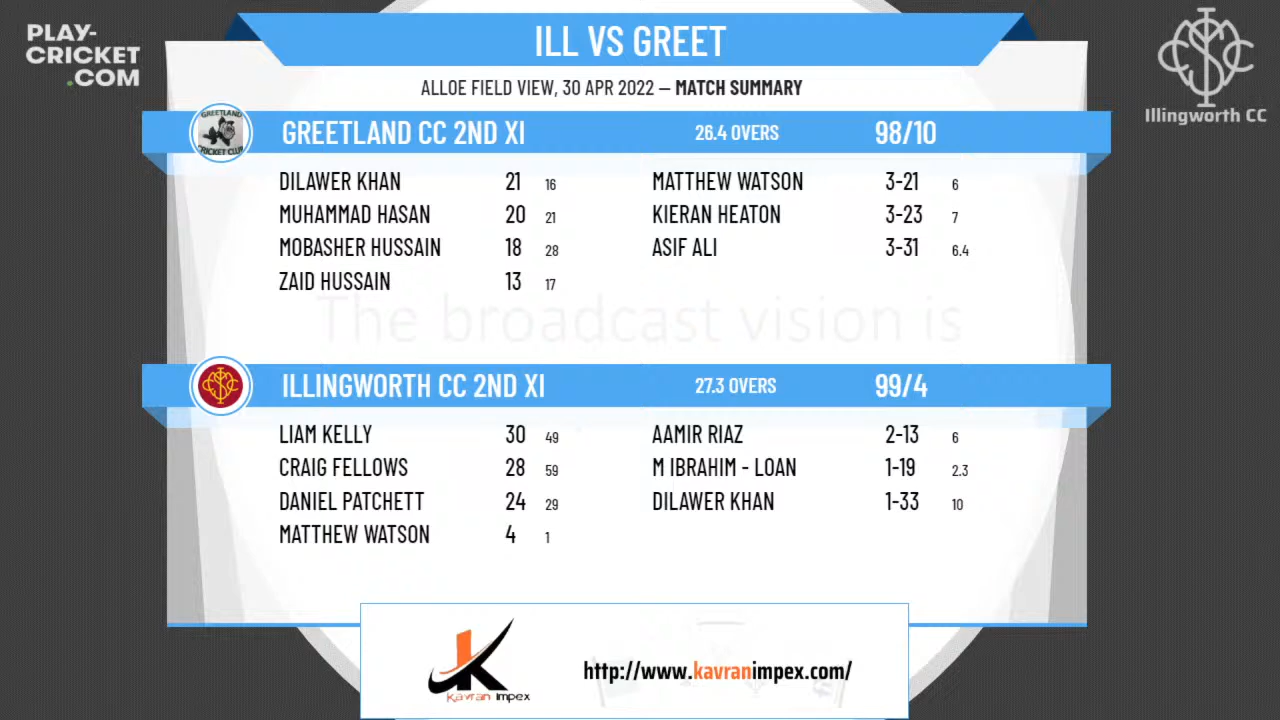 PLAY-
CRICKET
.COM
ILL VS GREET
Illingworth CC
ALLOE FIELD VIEW, 30 APR 2022 – MATCH SUMMARY
GREETLAND
CRICKET CLUB
GREETLAND CC 2ND XI 26.4 OVERS 98/10
DILAWER KHAN 21 16 MATTHEW WATSON 3-21 6
MUHAMMAD HASAN 20 21 KIERAN HEATON 3-23 7
MOBASHER HUSSAIN 18 28 ASIF ALI 3-31 6.4
ZAID HUSSAIN 13 17
The broadcast vision is
ILLINGWORTH CC 2ND XI 27.3 OVERS 99/4
LIAM KELLY 30 49 AAMIR RIAZ 2-13 6
CRAIG FELLOWS 28 59 M IBRAHIM - LOAN 1-19 2.3
DANIEL PATCHETT 24 29 DILAWER KHAN 1-33 10
MATTHEW WATSON 4 1
Kavran Impex
http://www.kavranimpex.com/